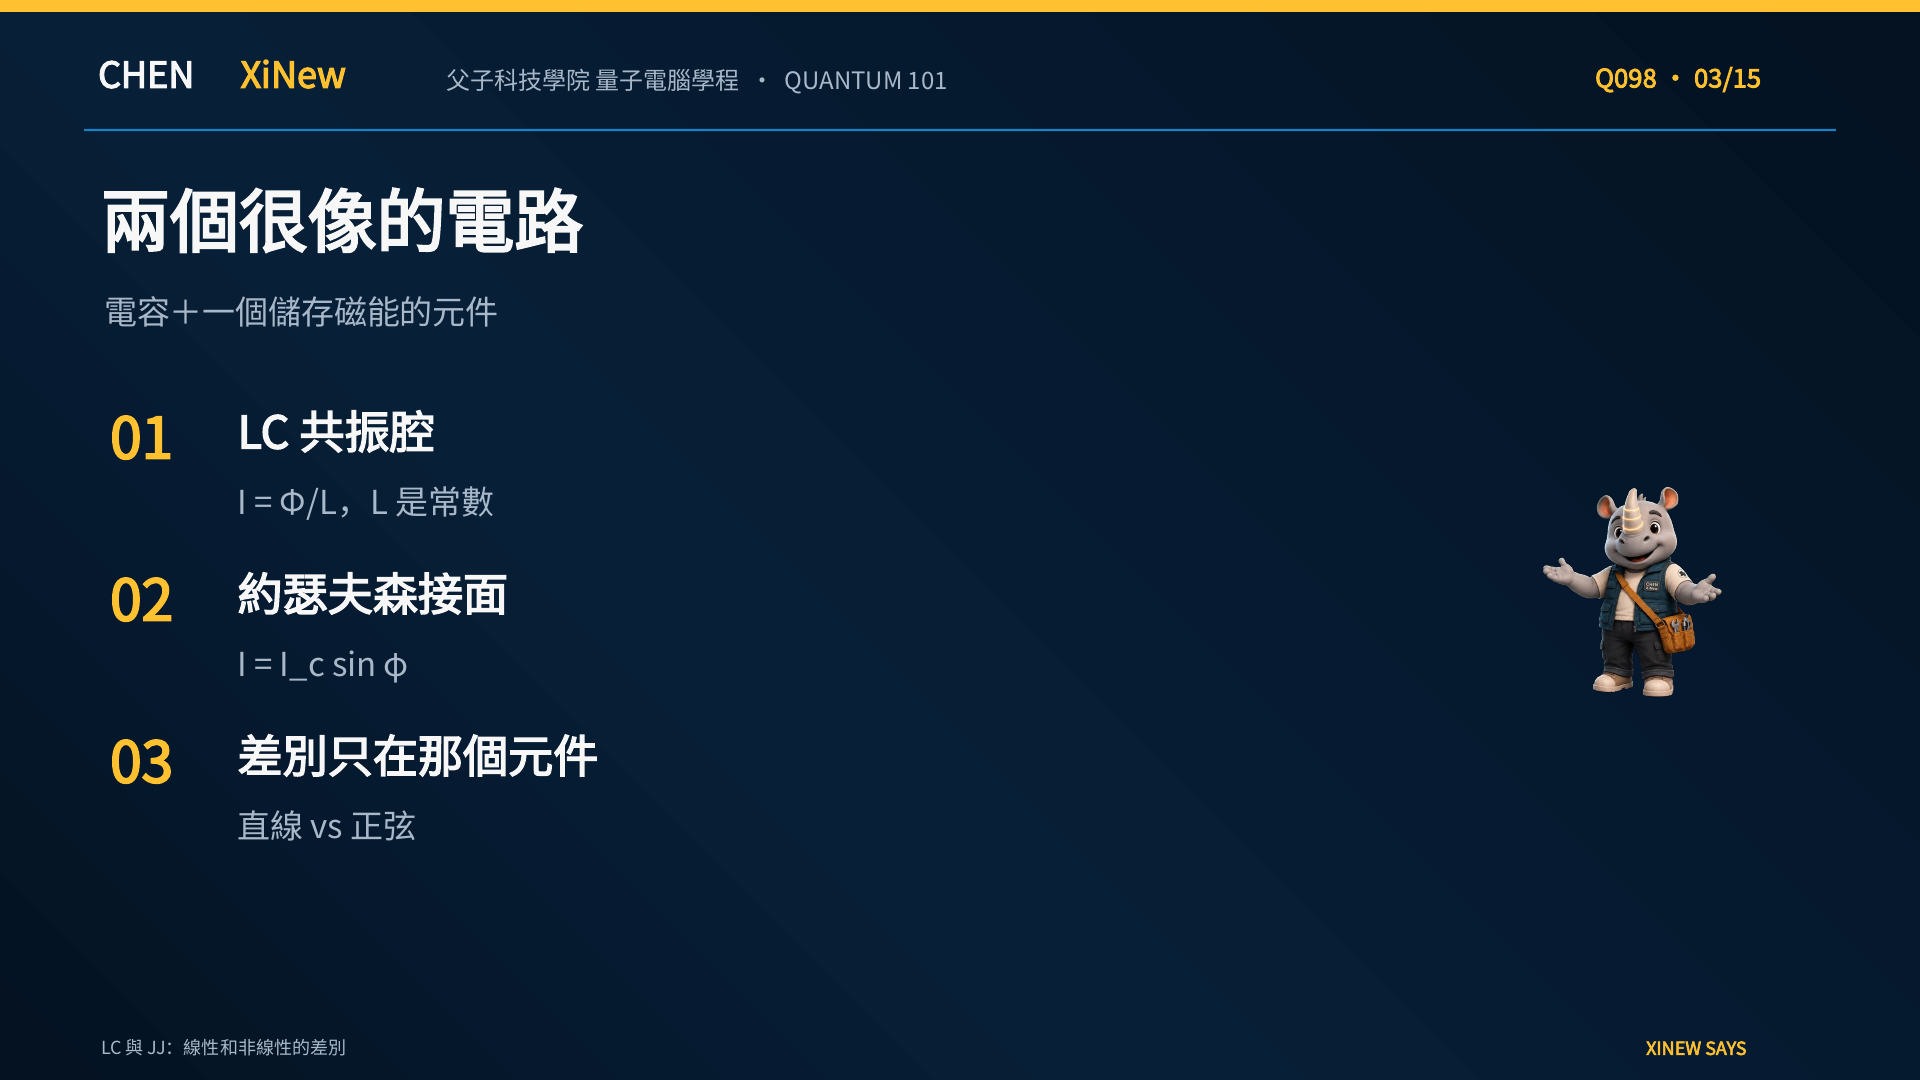 CHEN XiNew 父子科技學院 量子電腦學程 · QUANTUM 101 Q098 · 03/15
兩個很像的電路
電容＋一個儲存磁能的元件
01 LC 共振腔
I = Φ/L，L 是常數
02 約瑟夫森接面
I = I_c sin φ
03 差別只在那個元件
直線 vs 正弦
LC 與 JJ：線性和非線性的差別 XINEW SAYS